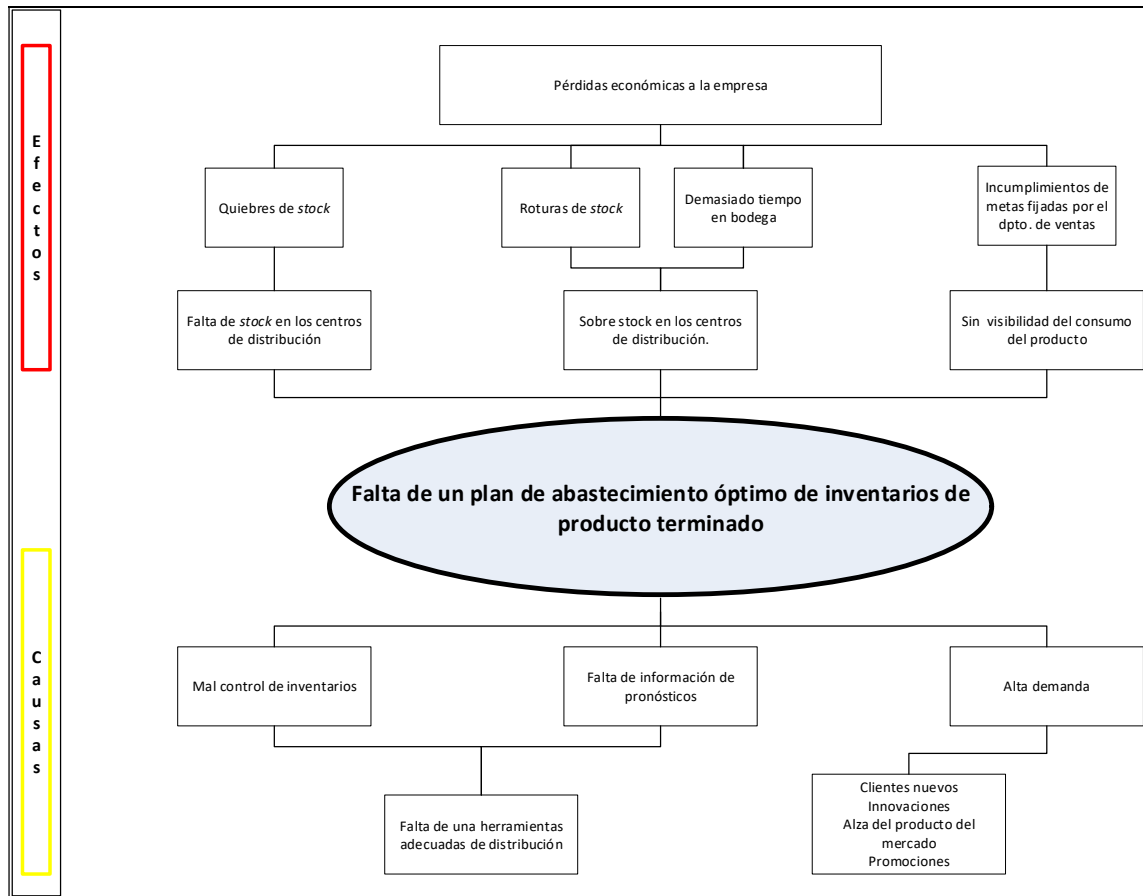 Efectos
Pérdidas económicas a la empresa
Quiebres de stock
Roturas de stock
Demasiado tiempo
en bodega
Incumplimientos de
metas fijadas por el
dpto. de ventas
Falta de stock en los centros
de distribución
Sobre stock en los centros
de distribución.
Sin visibilidad del consumo
del producto
Falta de un plan de abastecimiento óptimo de inventarios de
producto terminado
Causas
Mal control de inventarios
Falta de información de
pronósticos
Alta demanda
Falta de una herramientas
adecuadas de distribución
Clientes nuevos
Innovaciones
Alza del producto del
mercado
Promociones